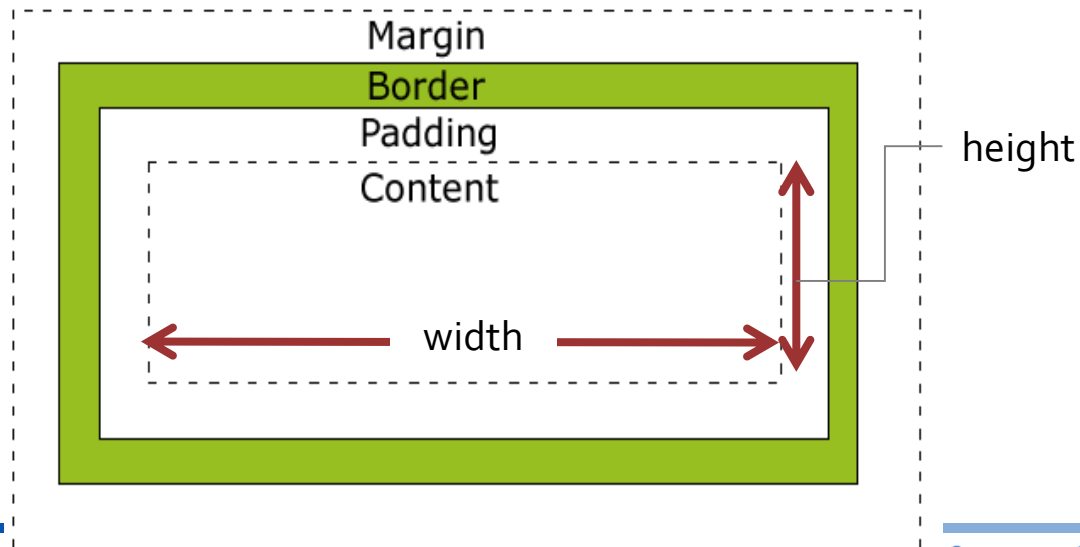 Margin
Border
Padding
height
Content
width